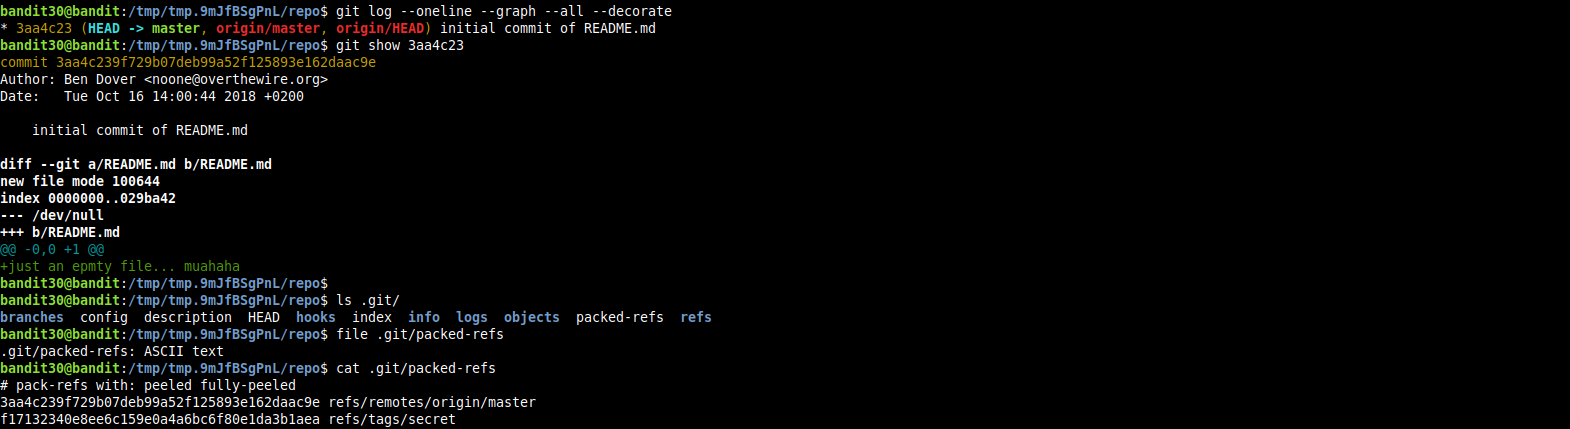 bandit30@bandit:/tmp/tmp.9mJfBSgPnL/repo$ git log --oneline --graph --all --decorate
* 3aa4c23 (HEAD -> master, origin/master, origin/HEAD) initial commit of README.md
bandit30@bandit:/tmp/tmp.9mJfBSgPnL/repo$ git show 3aa4c23
commit 3aa4c239f729b07deb99a52f125893e162daac9e
Author: Ben Dover <noone@overthewire.org>
Date:   Tue Oct 16 14:00:44 2018 +0200
    initial commit of README.md
diff --git a/README.md b/README.md
new file mode 100644
index 0000000..029ba42
--- /dev/null
+++ b/README.md
@@ -0,0 +1 @@
+just an epmty file... muahaha
bandit30@bandit:/tmp/tmp.9mJfBSgPnL/repo$
bandit30@bandit:/tmp/tmp.9mJfBSgPnL/repo$ ls .git/
branches  config  description  HEAD  hooks  index  info  logs  objects  packed-refs  refs
bandit30@bandit:/tmp/tmp.9mJfBSgPnL/repo$ file .git/packed-refs
.git/packed-refs: ASCII text
bandit30@bandit:/tmp/tmp.9mJfBSgPnL/repo$ cat .git/packed-refs
# pack-refs with: peeled fully-peeled
3aa4c239f729b07deb99a52f125893e162daac9e refs/remotes/origin/master
f17132340e8ee6c159e0a4a6bc6f80e1da3b1aea refs/tags/secret